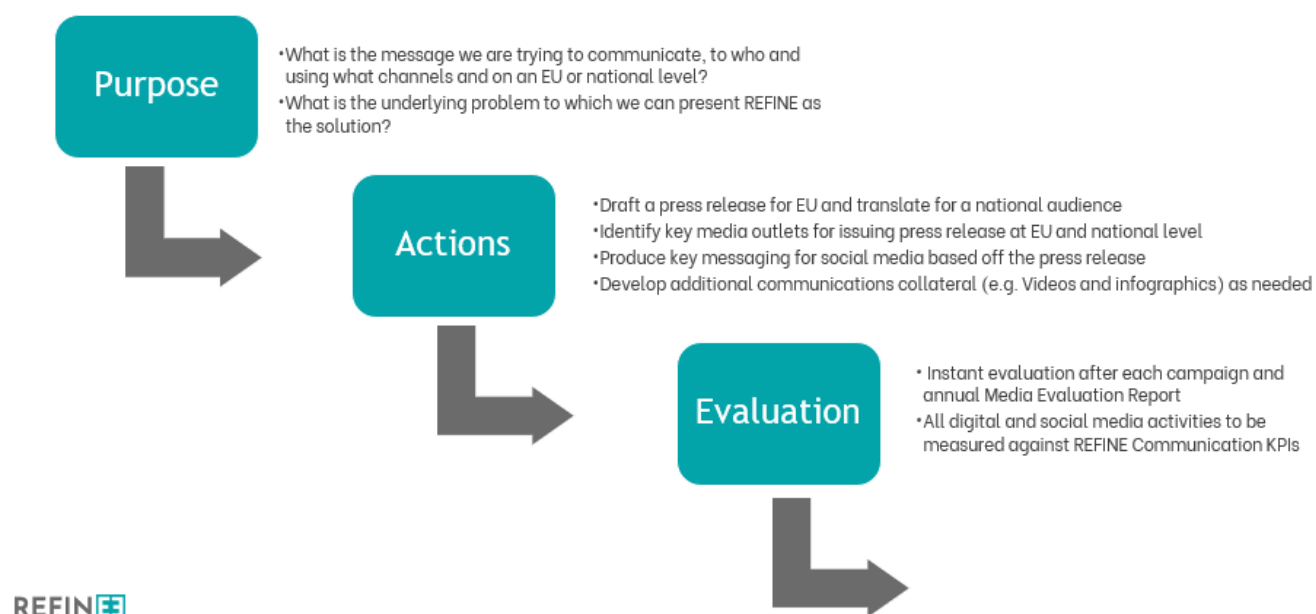 Purpose
•What is the message we are trying to communicate, to who and
using what channels and on an EU or national level?
•What is the underlying problem to which we can present REFINE as
the solution?
Actions
•Draft a press release for EU and translate for a national audience
•Identify key media outlets for issuing press release at EU and national level
•Produce key messaging for social media based off the press release
•Develop additional communications collateral (e.g. Videos and infographics) as needed
Evaluation
• Instant evaluation after each campaign and
annual Media Evaluation Report
•All digital and social media activities to be
measured against REFINE Communication KPIs
REFINE